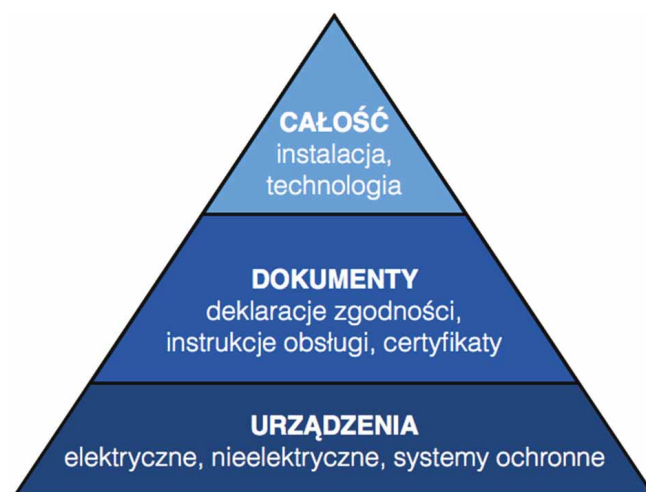 CAŁOŚĆ
instalacja,
technologia
DOKUMENTY
deklaracje zgodności,
instrukcje obsługi, certyfikaty
URZĄDZENIA
elektryczne, nieelektryczne, systemy ochronne